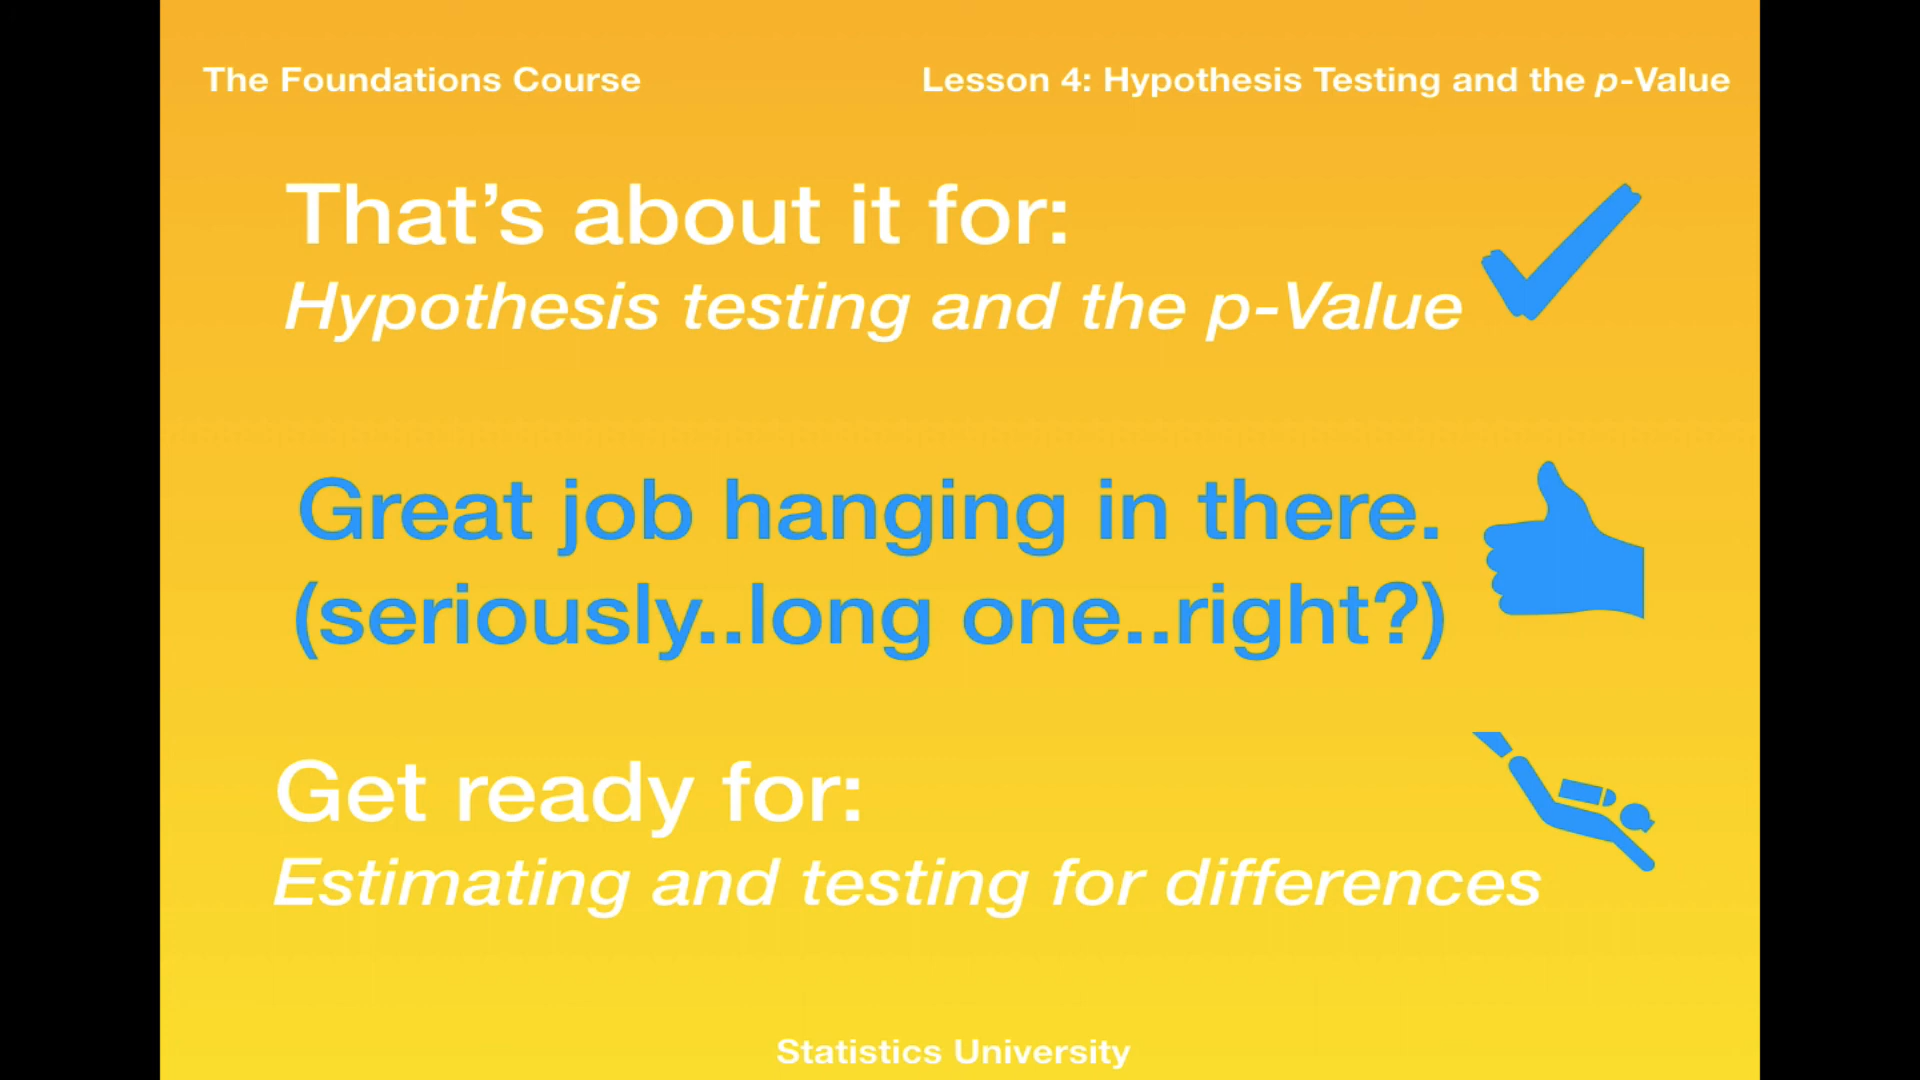 The Foundations Course
Lesson 4: Hypothesis Testing and the p-Value
That’s about it for:
Hypothesis testing and the p-Value
Great job hanging in there.
(seriously..long one..right?)
Get ready for:
Estimating and testing for differences
Statistics University